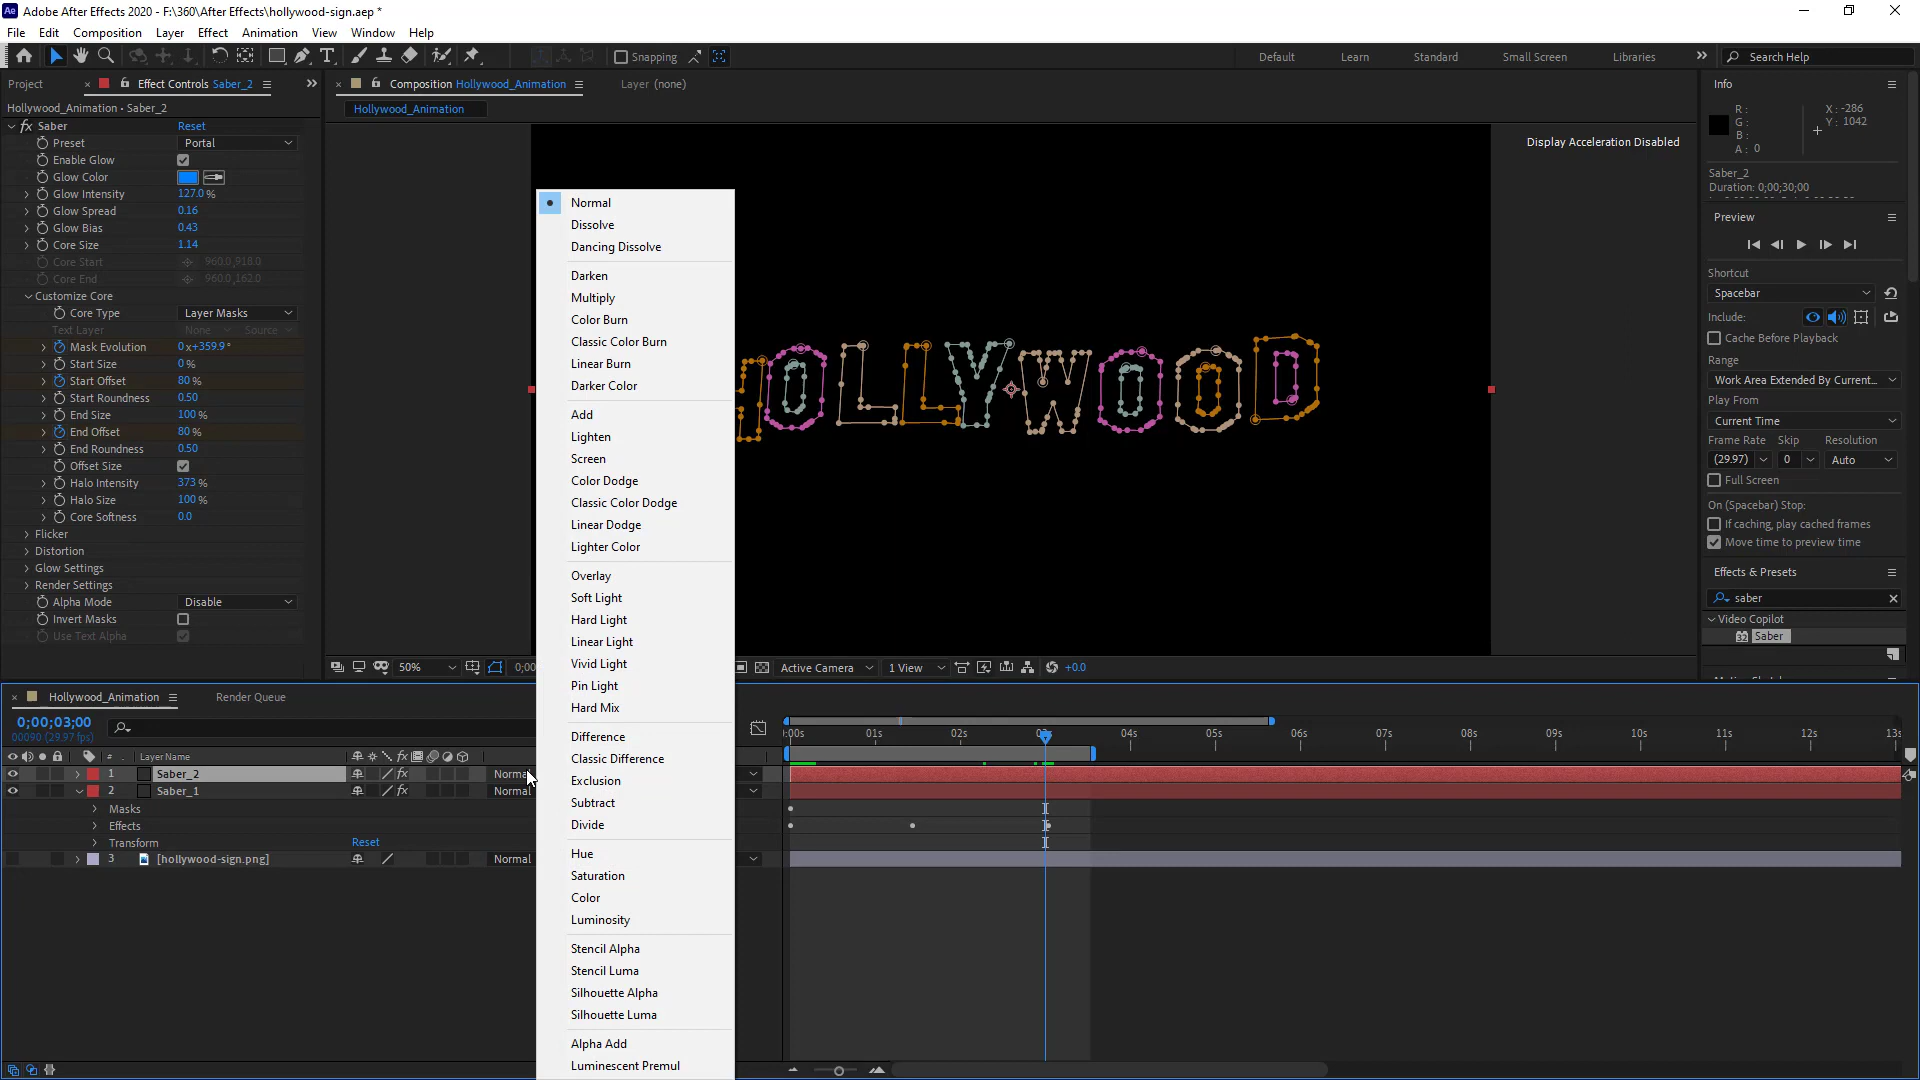 Adobe After Effects 2020 - F:\360\After Effects\hollywood-sign.aep *
File Edit Composition Layer Effect Animation View Window Help
Snapping
Default Learn Standard Small Screen Libraries Search Help
Project Effect Controls Saber_2
Hollywood_Animation • Saber_2
fx Saber Reset
Preset Portal
Enable Glow
Glow Color
Glow Intensity 127.0 %
Glow Spread 0.16
Glow Bias 0.43
Core Size 1.14
Core Start 960.0,918.0
Core End 960.0,162.0
Customize Core
Core Type Layer Masks
Text Layer None Source
Mask Evolution 0x+359.9°
Start Size 0 %
Start Offset 80 %
Start Roundness 0.50
End Size 100 %
End Offset 80 %
End Roundness 0.50
Offset Size
Halo Intensity 373 %
Halo Size 100 %
Core Softness 0.0
Flicker
Distortion
Glow Settings
Render Settings
Alpha Mode Disable
Invert Masks
Use Text Alpha
Composition Hollywood_Animation Layer (none)
Hollywood_Animation
Display Acceleration Disabled
HOLLYWOOD
50% 0;00 Active Camera 1 View +0.0
Normal
Dissolve
Dancing Dissolve
Darken
Multiply
Color Burn
Classic Color Burn
Linear Burn
Darker Color
Add
Lighten
Screen
Color Dodge
Classic Color Dodge
Linear Dodge
Lighter Color
Overlay
Soft Light
Hard Light
Linear Light
Vivid Light
Pin Light
Hard Mix
Difference
Classic Difference
Exclusion
Subtract
Divide
Hue
Saturation
Color
Luminosity
Stencil Alpha
Stencil Luma
Silhouette Alpha
Silhouette Luma
Alpha Add
Luminescent Premul
Info
R : X : -286
G : Y : 1042
B :
A : 0
Saber_2
Duration: 0;00;30;00
Preview
Shortcut
Spacebar
Include:
Cache Before Playback
Range
Work Area Extended By Current...
Play From
Current Time
Frame Rate Skip Resolution
(29.97) 0 Auto
Full Screen
On (Spacebar) Stop:
If caching, play cached frames
Move time to preview time
Effects & Presets
saber
Video Copilot
32 Saber
Hollywood_Animation Render Queue
0;00;03;00
00090 (29.97 fps)
# Layer Name
1 Saber_2 Normal
2 Saber_1 Normal
Masks
Effects
Transform Reset
3 [hollywood-sign.png] Normal
:00s 01s 02s 04s 05s 06s 07s 08s 09s 10s 11s 12s 13s